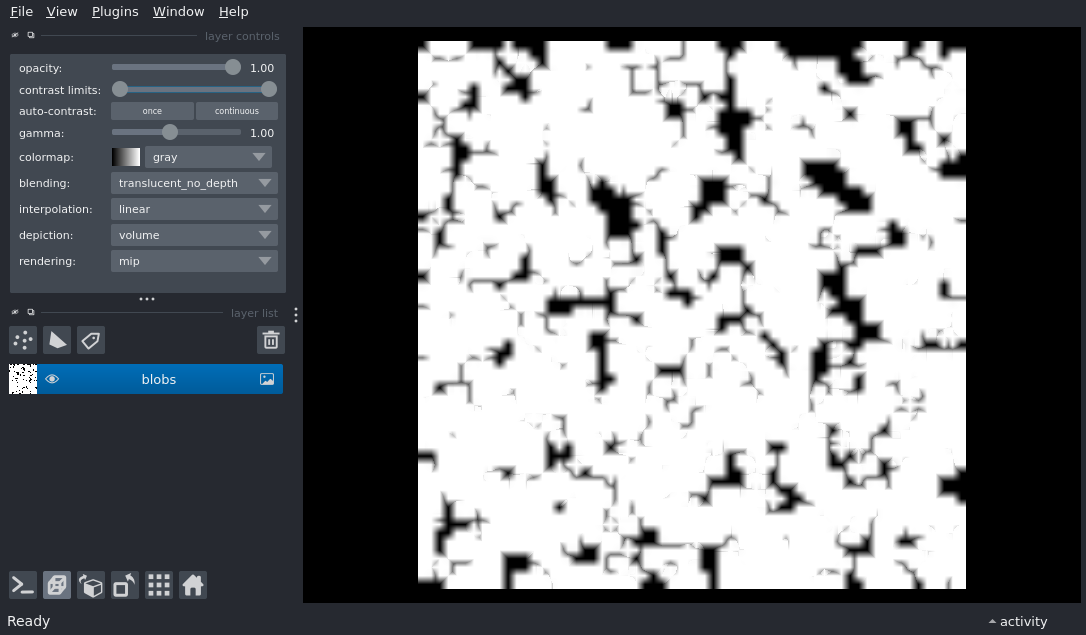 File View Plugins Window Help
layer controls
opacity: 1.00
contrast limits:
auto-contrast: once continuous
gamma: 1.00
colormap: gray
blending: translucent_no_depth
interpolation: linear
depiction: volume
rendering: mip
layer list
blobs
Ready activity